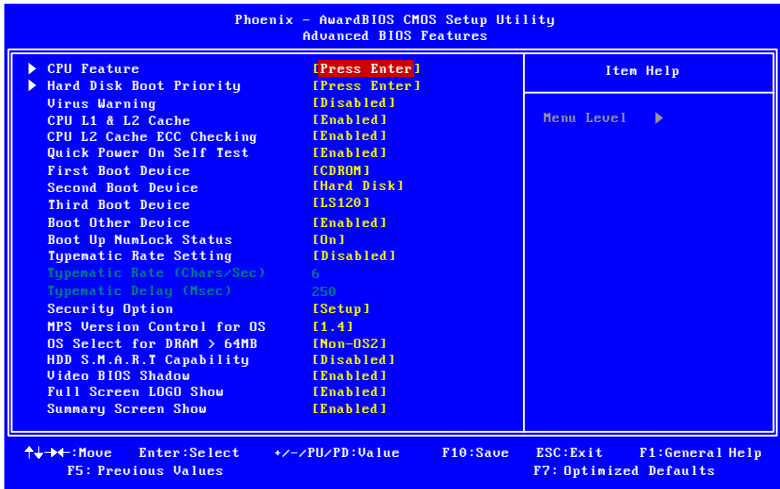 Phoenix - AwardBIOS CMOS Setup Utility
Advanced BIOS Features
CPU Feature [Press Enter]
Hard Disk Boot Priority [Press Enter]
Virus Warning [Disabled]
CPU L1 & L2 Cache [Enabled]
CPU L2 Cache ECC Checking [Enabled]
Quick Power On Self Test [Enabled]
First Boot Device [CDROM]
Second Boot Device [Hard Disk]
Third Boot Device [LS120]
Boot Other Device [Enabled]
Boot Up NumLock Status [On]
Typematic Rate Setting [Disabled]
Typematic Rate (Chars/Sec) 6
Typematic Delay (Msec) 250
Security Option [Setup]
MPS Version Control for OS [1.4]
OS Select for DRAM > 64MB [Non-OS2]
HDD S.M.A.R.T Capability [Disabled]
Video BIOS Shadow [Enabled]
Full Screen LOGO Show [Enabled]
Summary Screen Show [Enabled]
Item Help
Menu Level
↑↓→←:Move Enter:Select +/-/PU/PD:Value F10:Save ESC:Exit F1:General Help
F5: Previous Values F7: Optimized Defaults